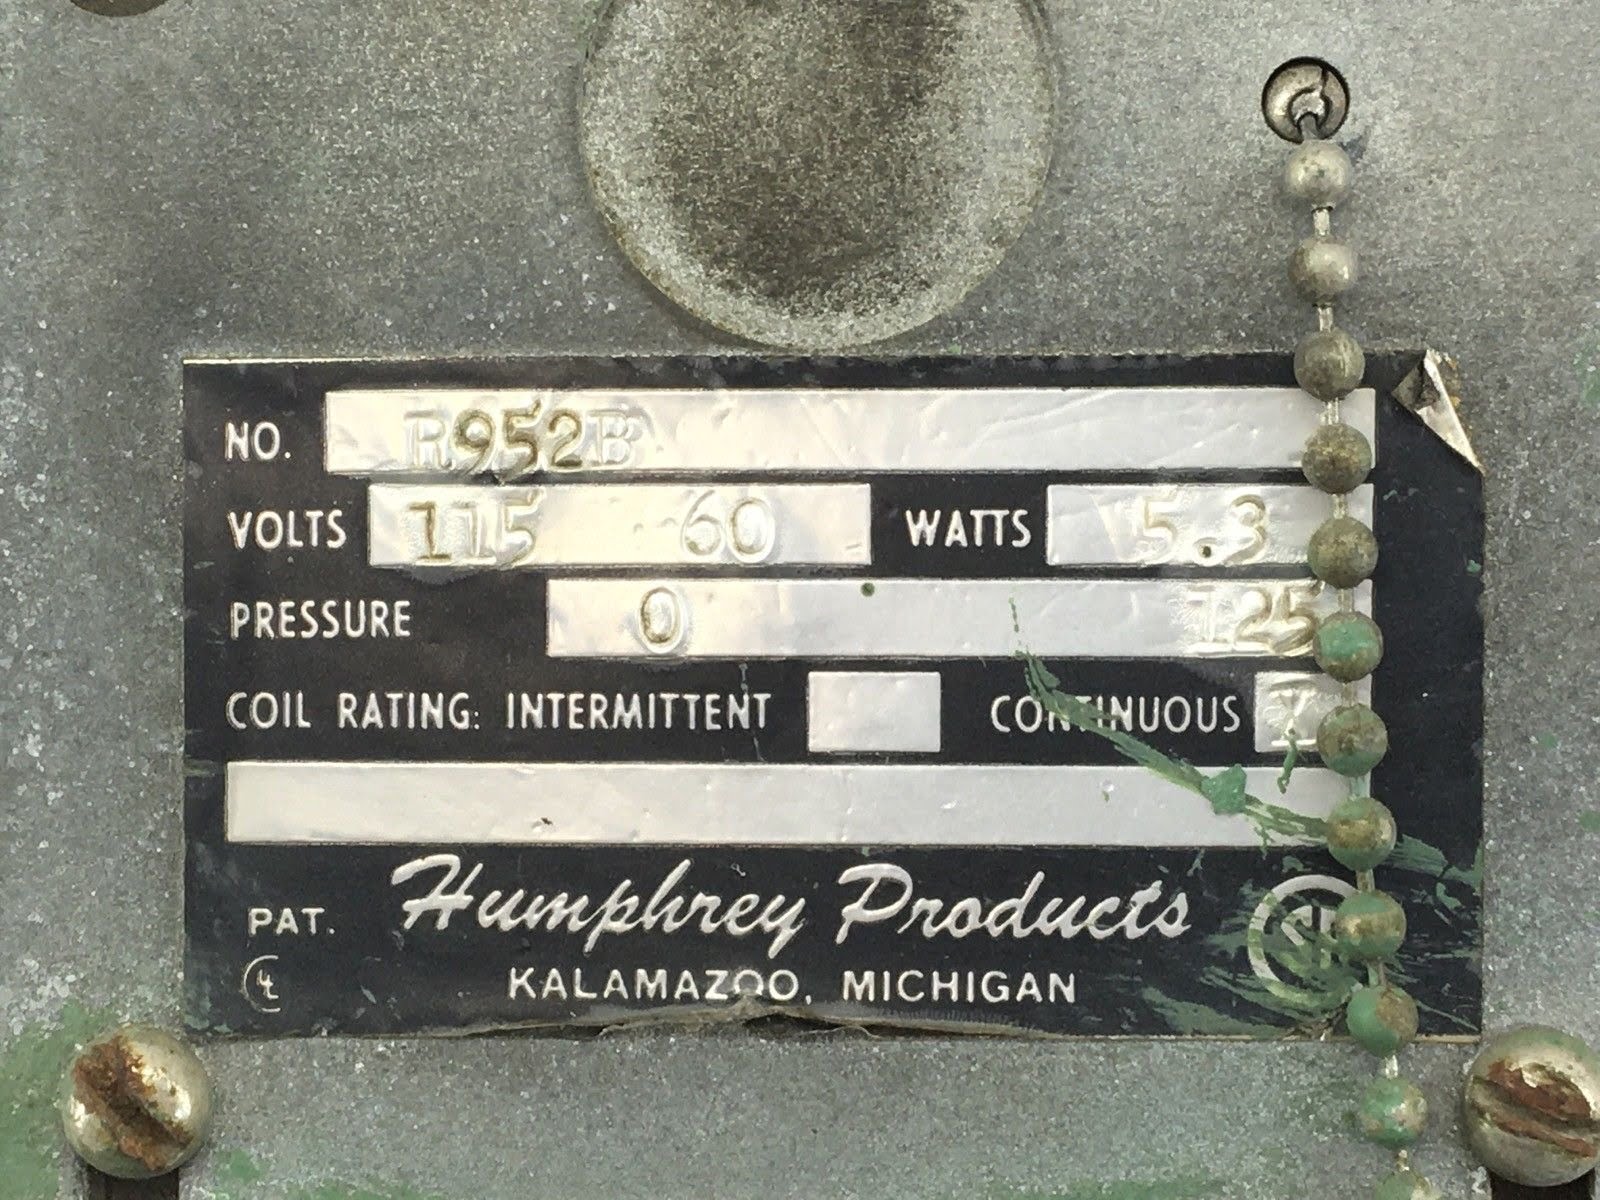 NO. R952B
VOLTS 115 60 WATTS 5.3
PRESSURE 0 125
COIL RATING: INTERMITTENT CONTINUOUS X
PAT. Humphrey Products
KALAMAZOO, MICHIGAN